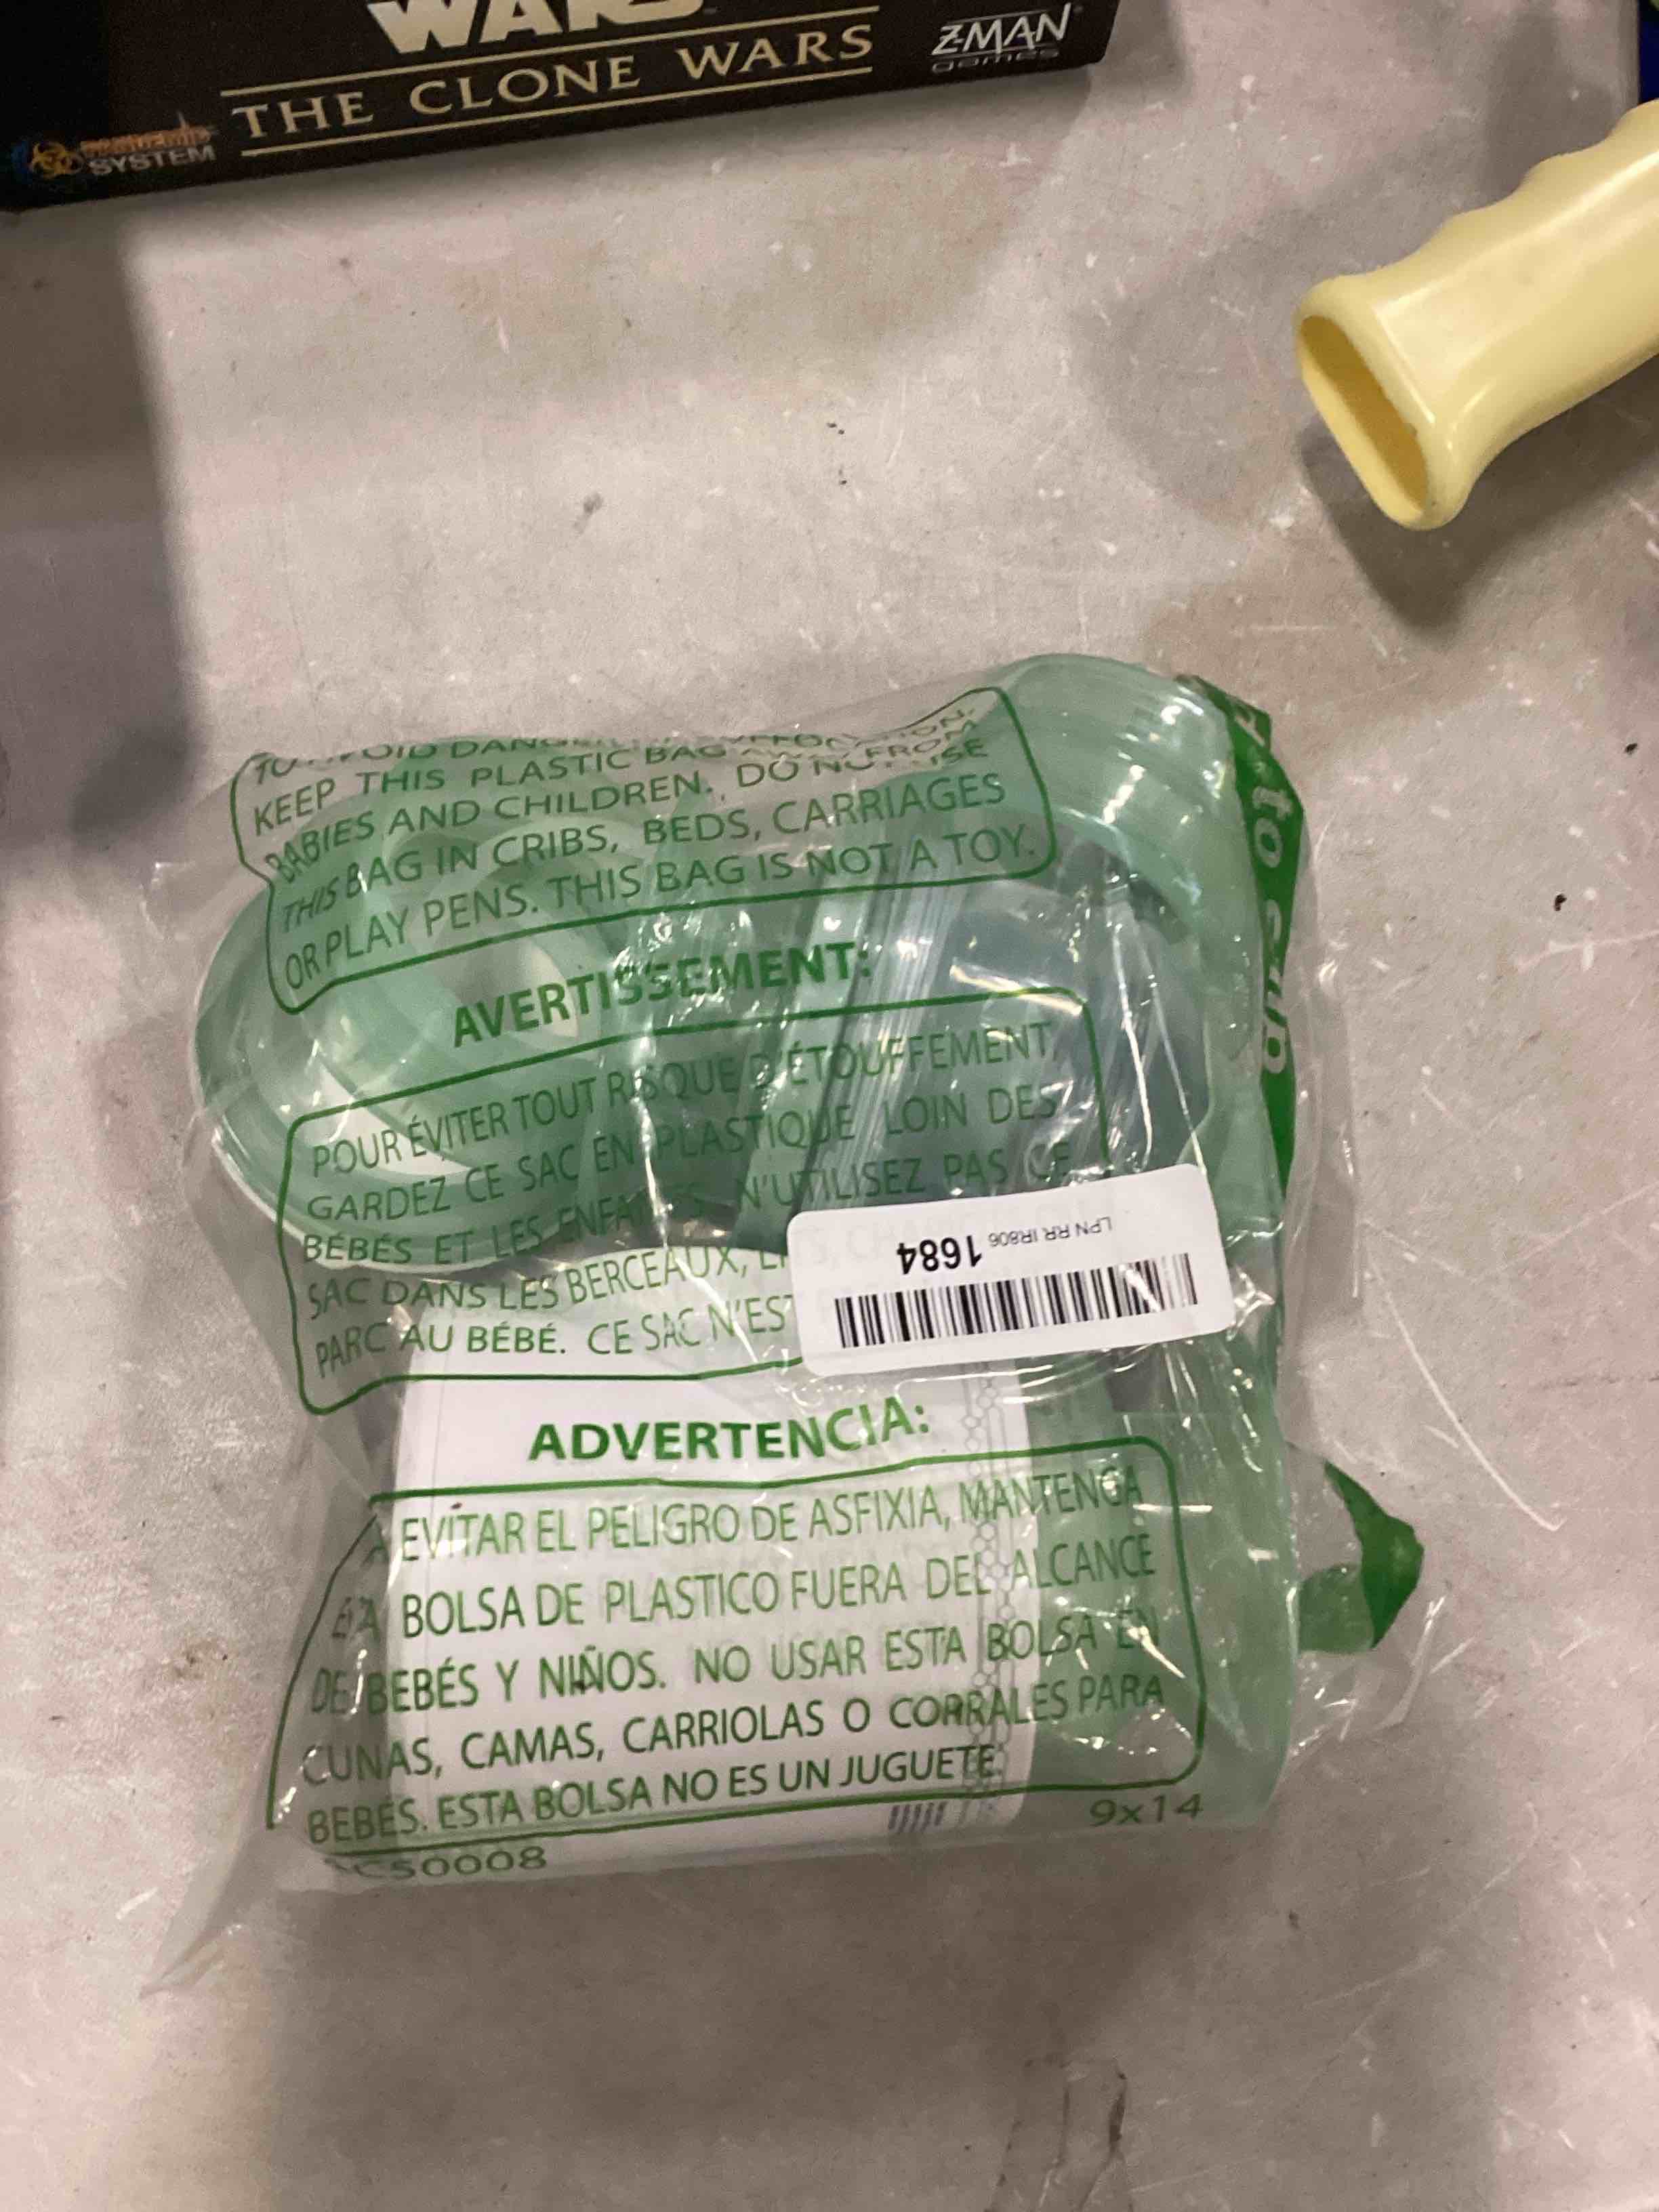 WARS
THE CLONE WARS
Z-MAN
games
SYSTEM
KEEP THIS PLASTIC BAG AWAY FROM
BABIES AND CHILDREN. DO NOT USE
THIS BAG IN CRIBS, BEDS, CARRIAGES
OR PLAY PENS. THIS BAG IS NOT A TOY.
AVERTISSEMENT:
POUR ÉVITER TOUT RISQUE D'ÉTOUFFEMENT,
GARDEZ CE SAC EN PLASTIQUE LOIN DES
BÉBÉS ET LES ENFANTS N'UTILISEZ PAS CE
SAC DANS LES BERCEAUX,
PARC AU BÉBÉ. CE SAC N'EST
LPN RR IR806 1684
ADVERTENCIA:
A EVITAR EL PELIGRO DE ASFIXIA, MANTENGA
BOLSA DE PLASTICO FUERA DEL ALCANCE
DE BEBÉS Y NIÑOS. NO USAR ESTA BOLSA EN
CUNAS, CAMAS, CARRIOLAS O CORRALES PARA
BEBÉS. ESTA BOLSA NO ES UN JUGUETE.
9x14